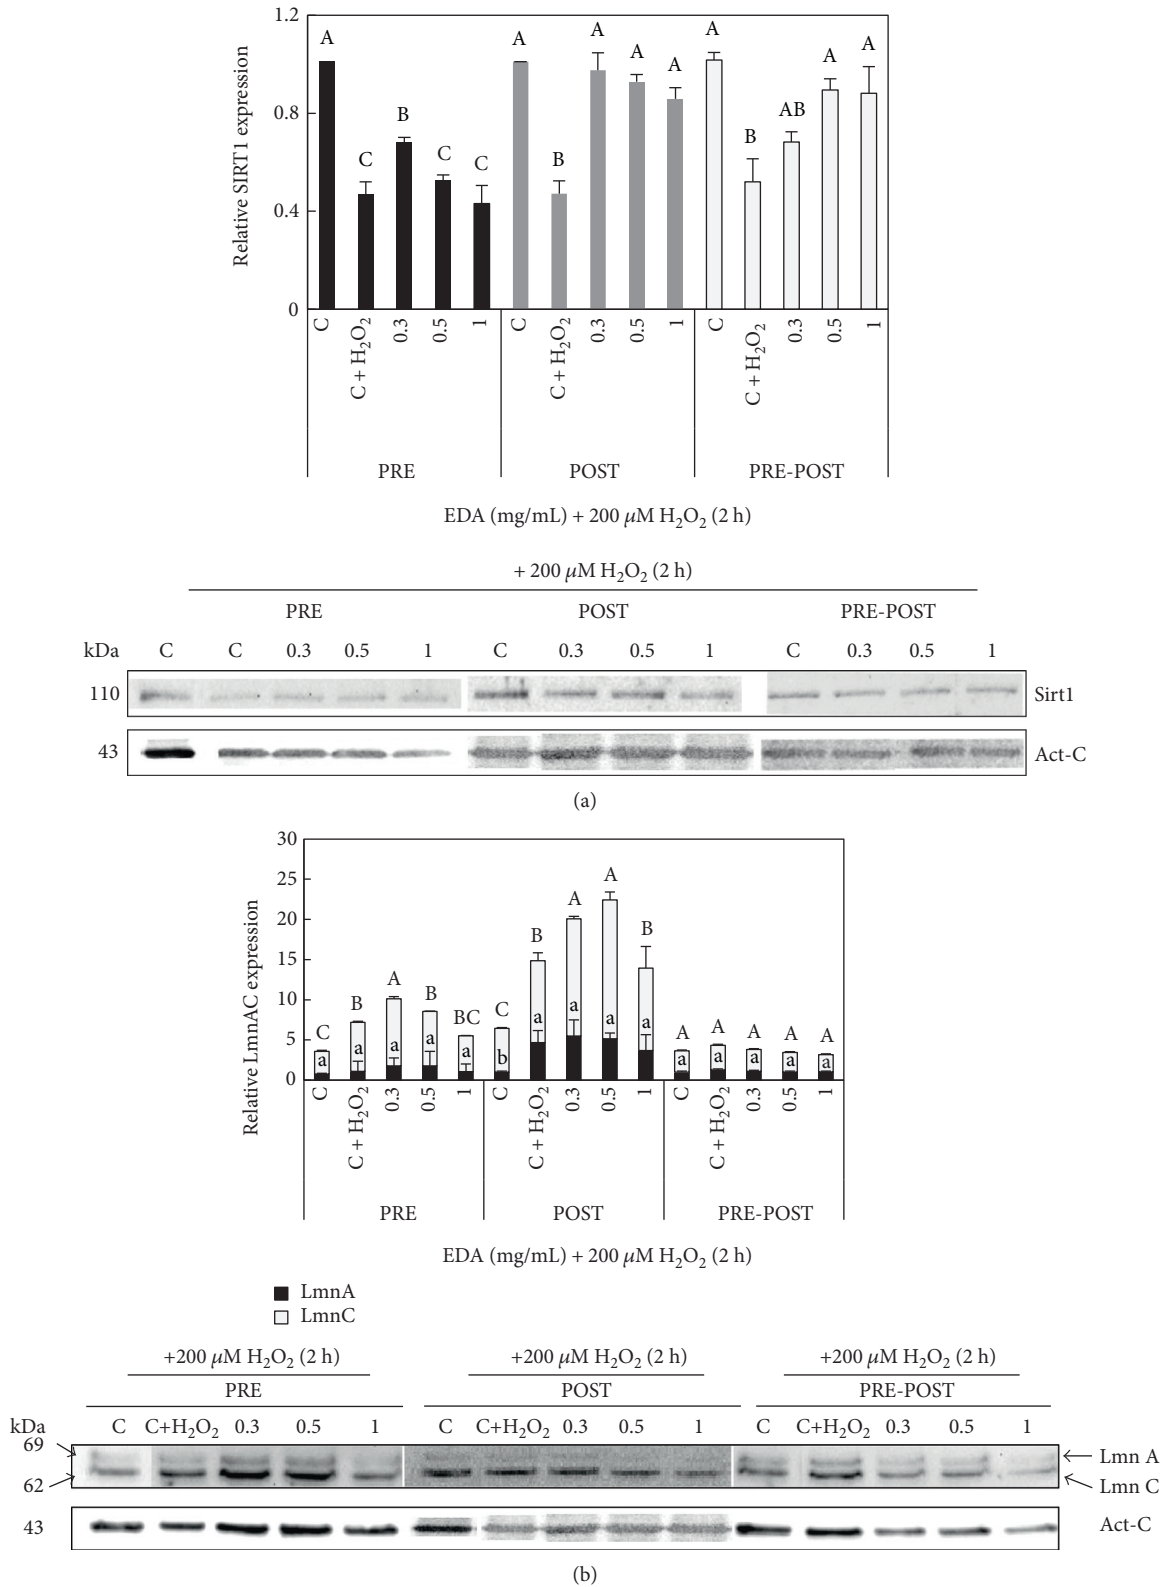 1.2
A A A A A A A A
0.8 B AB
Relative SIRT1 expression
C C C B B
0.4
0
C C + H2O2 0.3 0.5 1 C C + H2O2 0.3 0.5 1 C C + H2O2 0.3 0.5 1
PRE POST PRE-POST
EDA (mg/mL) + 200 μM H2O2 (2 h)
+ 200 μM H2O2 (2 h)
PRE POST PRE-POST
kDa C C 0.3 0.5 1 C 0.3 0.5 1 C 0.3 0.5 1
110 Sirt1
43 Act-C
(a)
30
25 A
A
20
Relative LmnAC expression
B B
15
A
10 B B C
BC
C a a a a A A A A A
5
a a a a a b a a a a a
0
C C + H2O2 0.3 0.5 1 C C + H2O2 0.3 0.5 1 C C + H2O2 0.3 0.5 1
PRE POST PRE-POST
EDA (mg/mL) + 200 μM H2O2 (2 h)
LmnA
LmnC
+200 μM H2O2 (2 h) +200 μM H2O2 (2 h) +200 μM H2O2 (2 h)
PRE POST PRE-POST
kDa C C+H2O2 0.3 0.5 1 C C+H2O2 0.3 0.5 1 C C+H2O2 0.3 0.5 1
69 Lmn A
62 Lmn C
43 Act-C
(b)